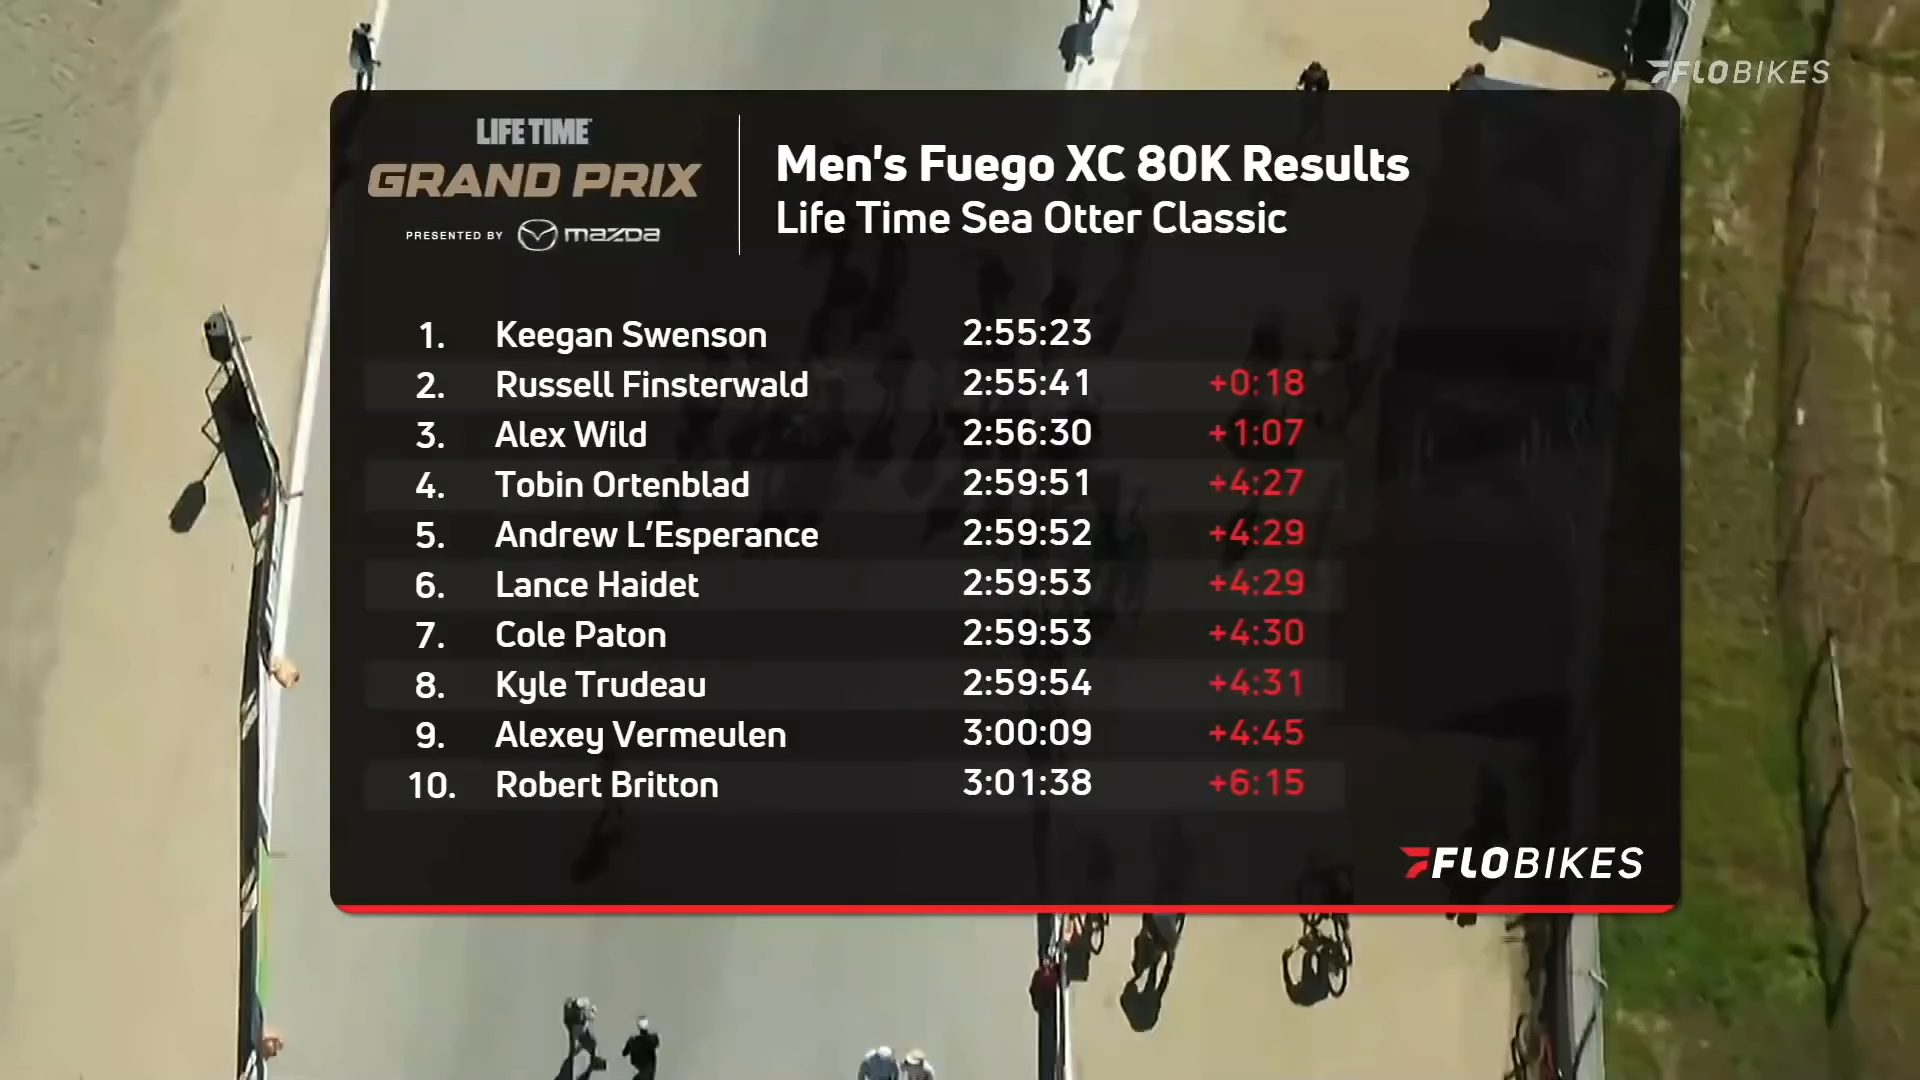 FLOBIKES
LIFE TIME
GRAND PRIX
PRESENTED BY mazda
Men's Fuego XC 80K Results
Life Time Sea Otter Classic
1. Keegan Swenson 2:55:23
2. Russell Finsterwald 2:55:41 +0:18
3. Alex Wild 2:56:30 +1:07
4. Tobin Ortenblad 2:59:51 +4:27
5. Andrew L’Esperance 2:59:52 +4:29
6. Lance Haidet 2:59:53 +4:29
7. Cole Paton 2:59:53 +4:30
8. Kyle Trudeau 2:59:54 +4:31
9. Alexey Vermeulen 3:00:09 +4:45
10. Robert Britton 3:01:38 +6:15
FLOBIKES